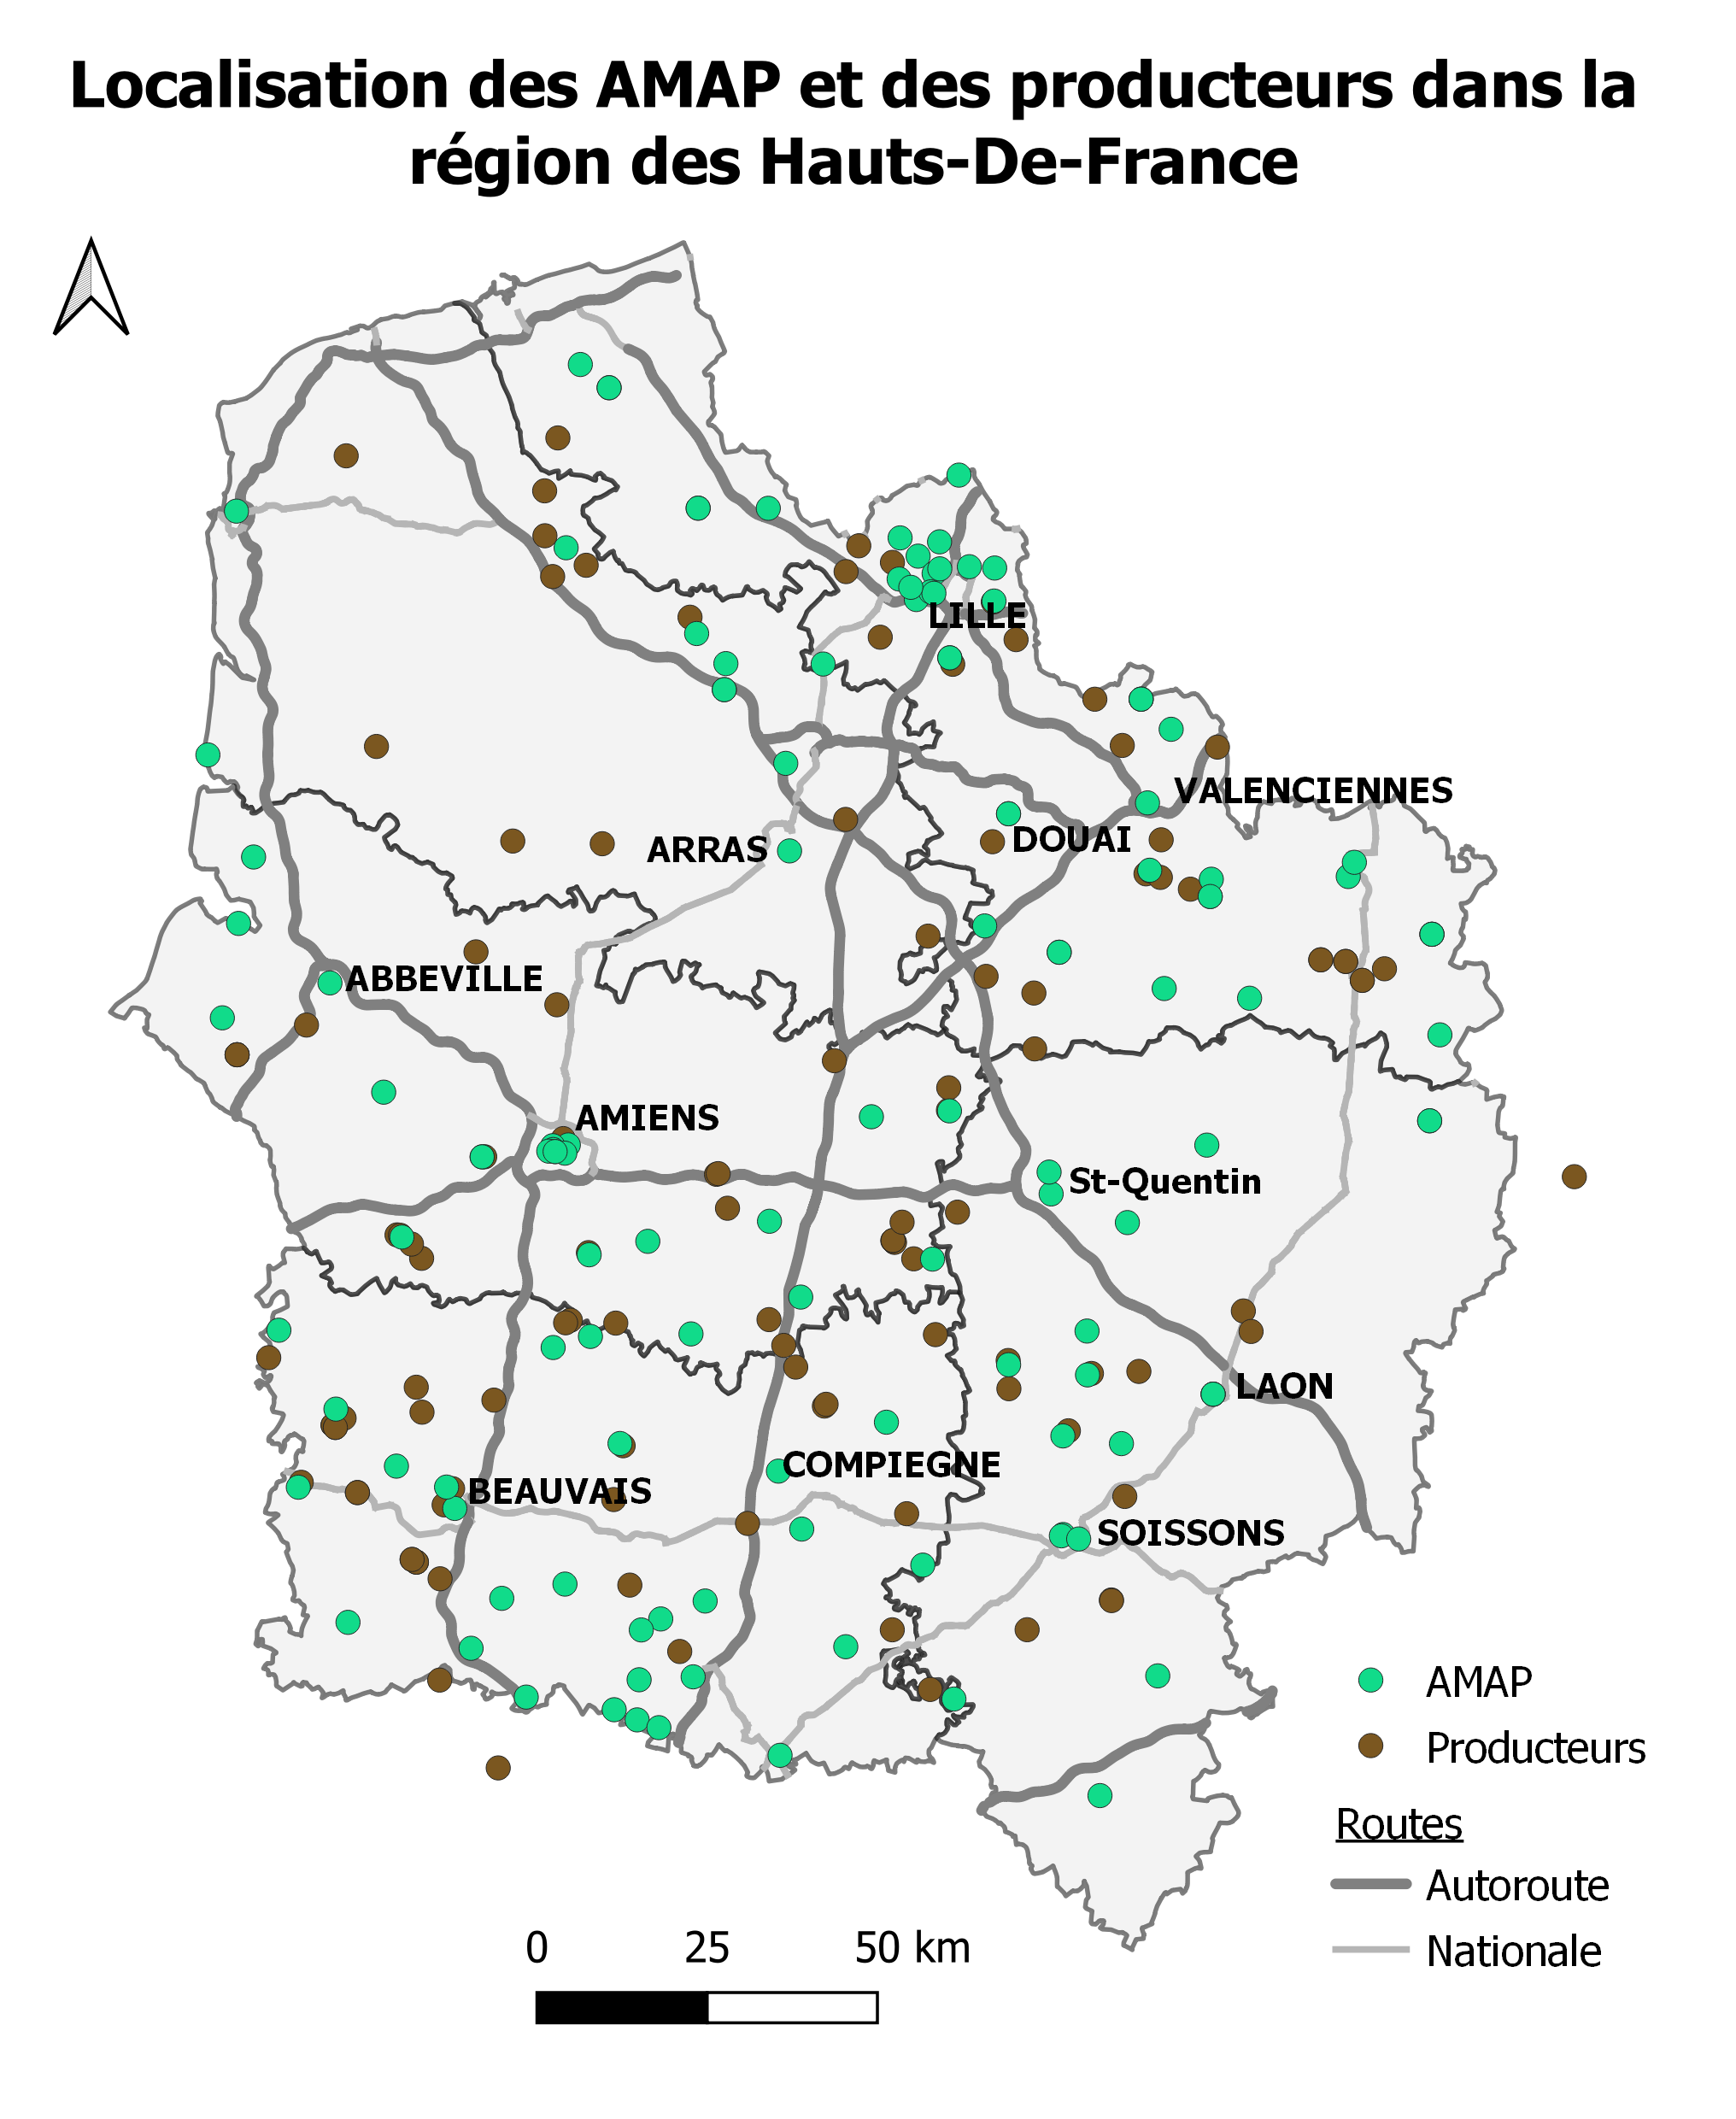 Localisation des AMAP et des producteurs dans la
région des Hauts-De-France
LILLE
VALENCIENNES
DOUAI
ARRAS
ABBEVILLE
AMIENS
St-Quentin
LAON
COMPIEGNE
BEAUVAIS
SOISSONS
AMAP
Producteurs
Routes
Autoroute
Nationale
0 25 50 km